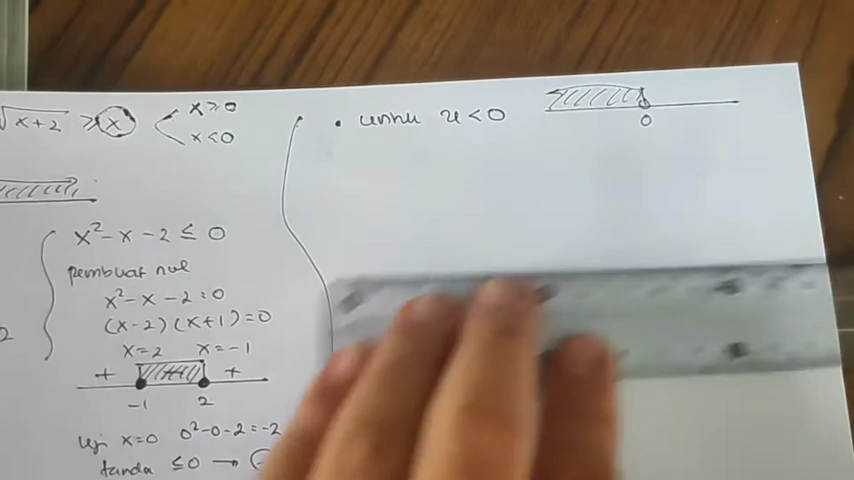 √x+2 ≥ x
x ≥ 0
x < 0
x² - x - 2 ≤ 0
pembuat nol
x² - x - 2 = 0
(x-2)(x+1) = 0
x = 2 x = -1
+ +
-1 2
uji x=0 0²-0-2 = -2
tanda ≤ 0 →
2
• untuk x < 0
0